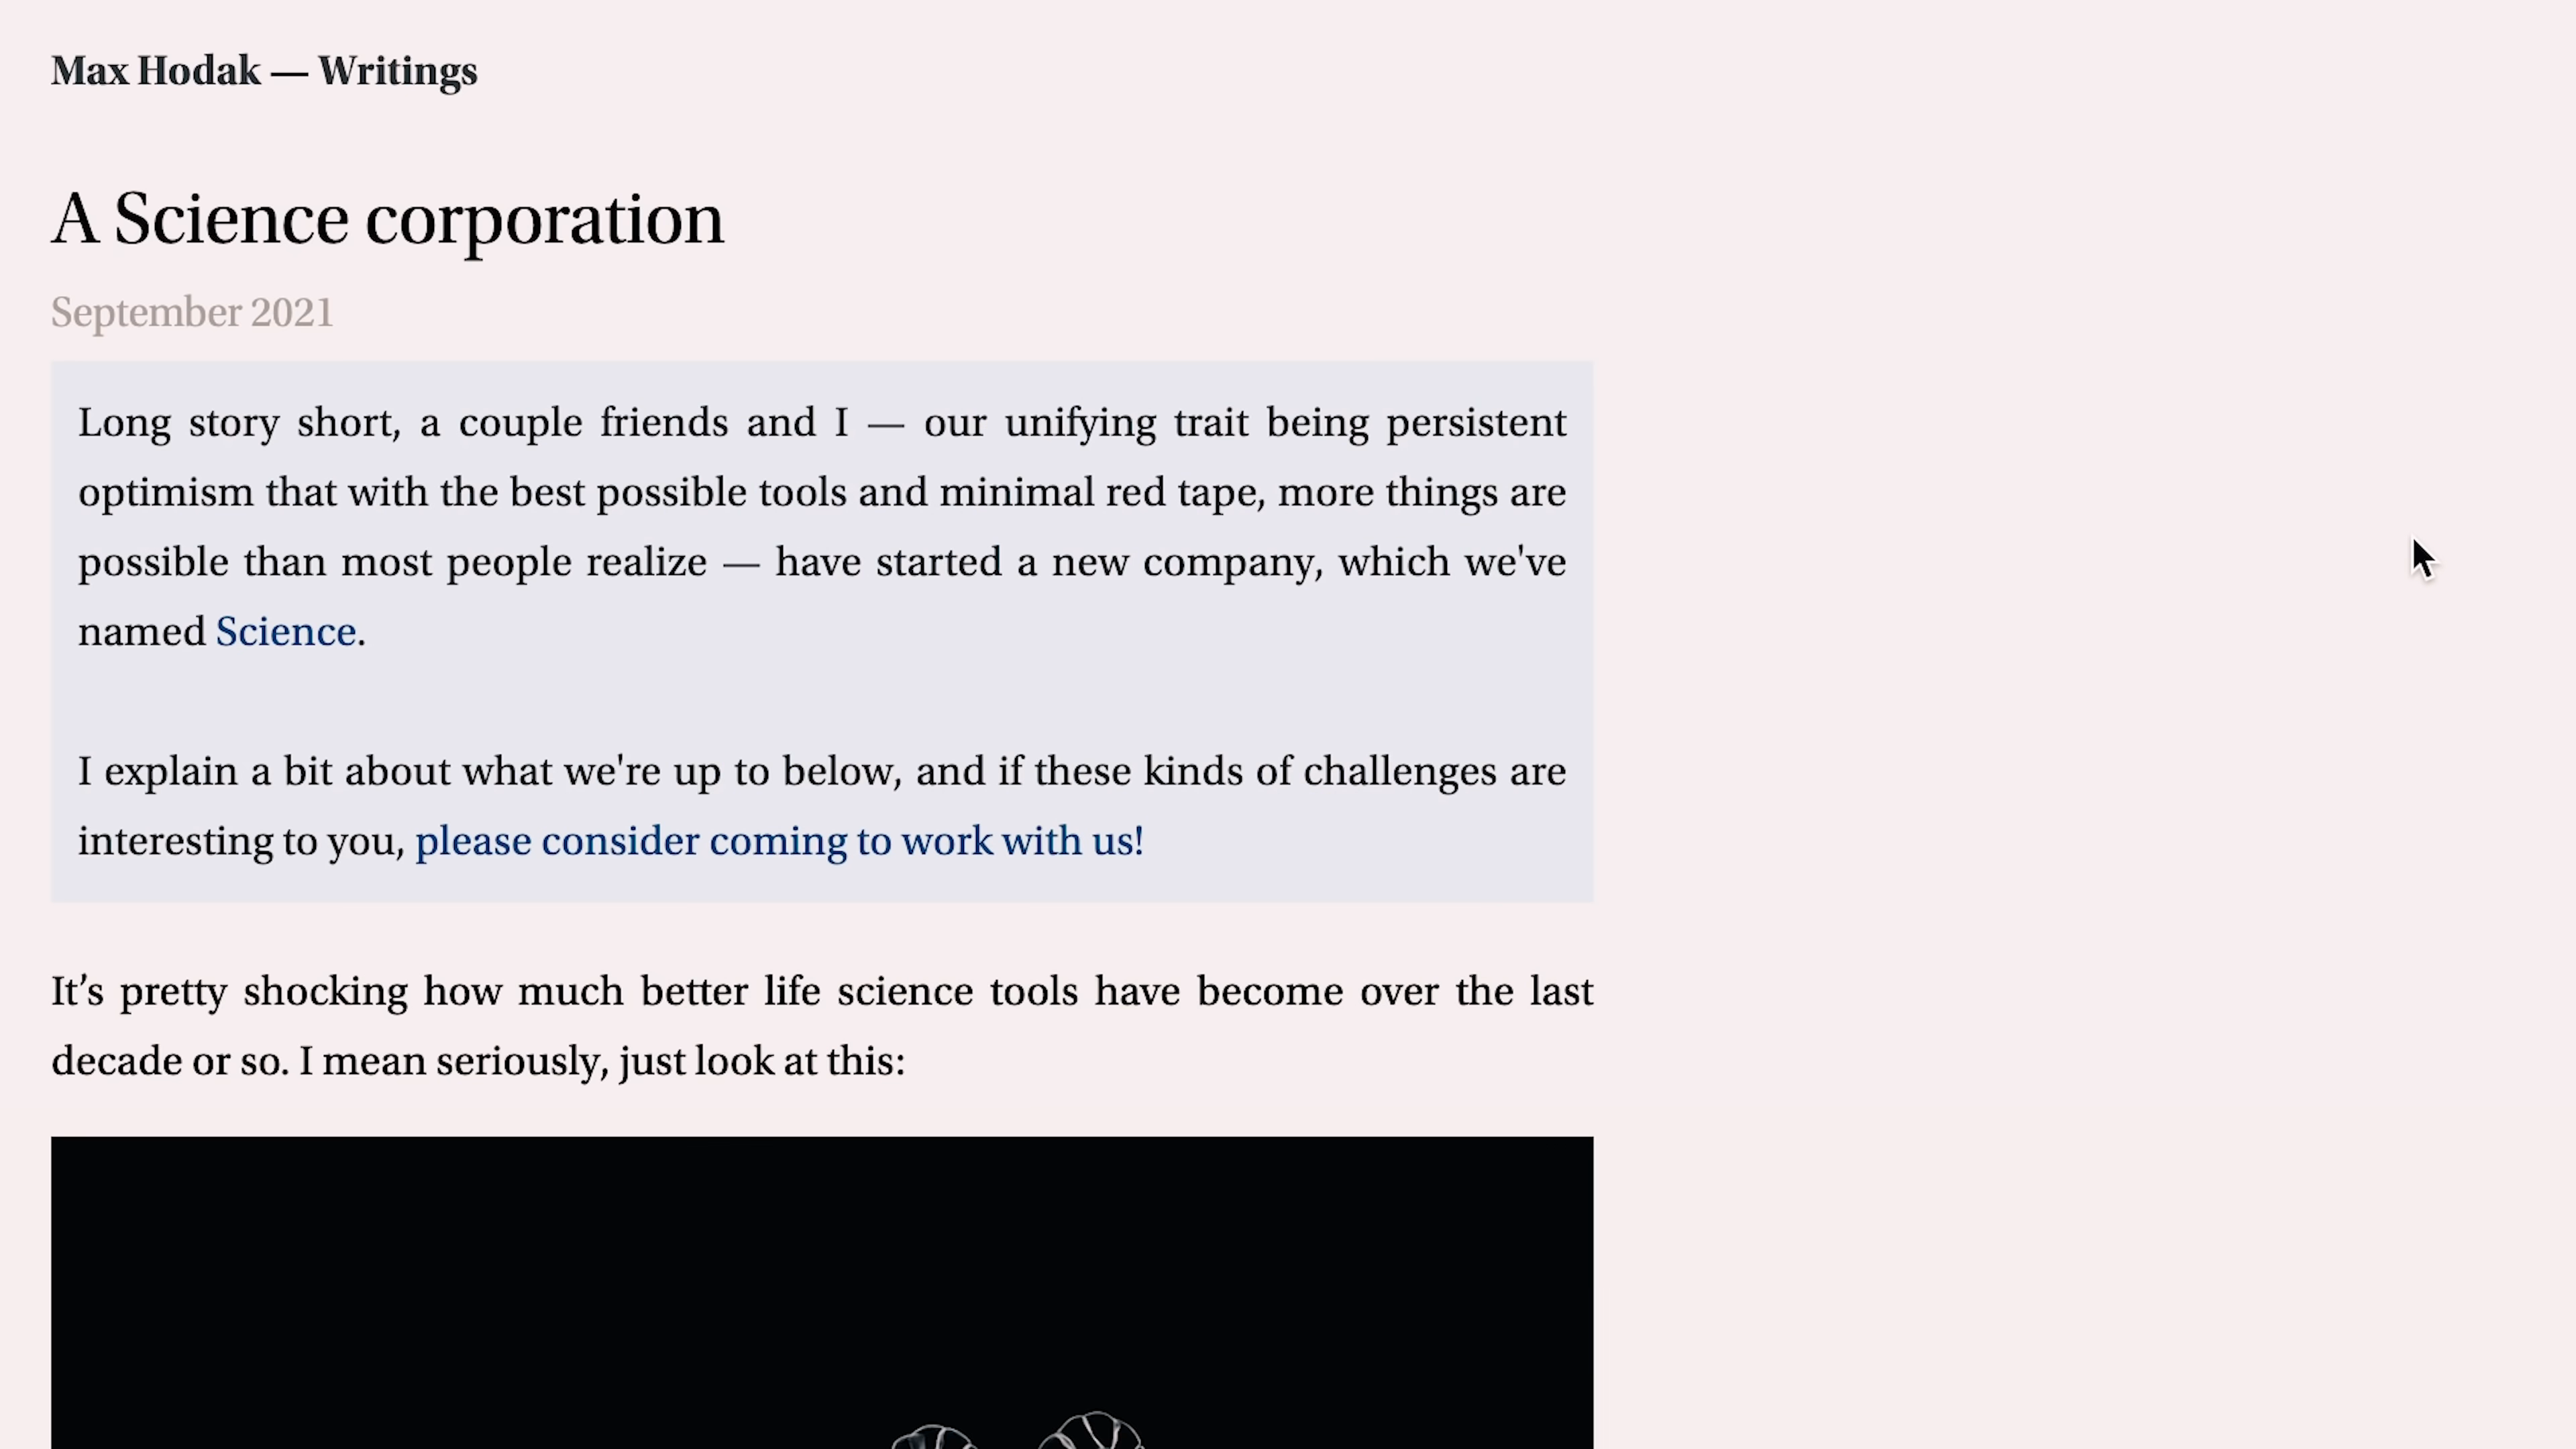 Max Hodak — Writings
A Science corporation
September 2021
Long story short, a couple friends and I — our unifying trait being persistent
optimism that with the best possible tools and minimal red tape, more things are
possible than most people realize — have started a new company, which we've
named Science.
I explain a bit about what we're up to below, and if these kinds of challenges are
interesting to you, please consider coming to work with us!
It’s pretty shocking how much better life science tools have become over the last
decade or so. I mean seriously, just look at this: